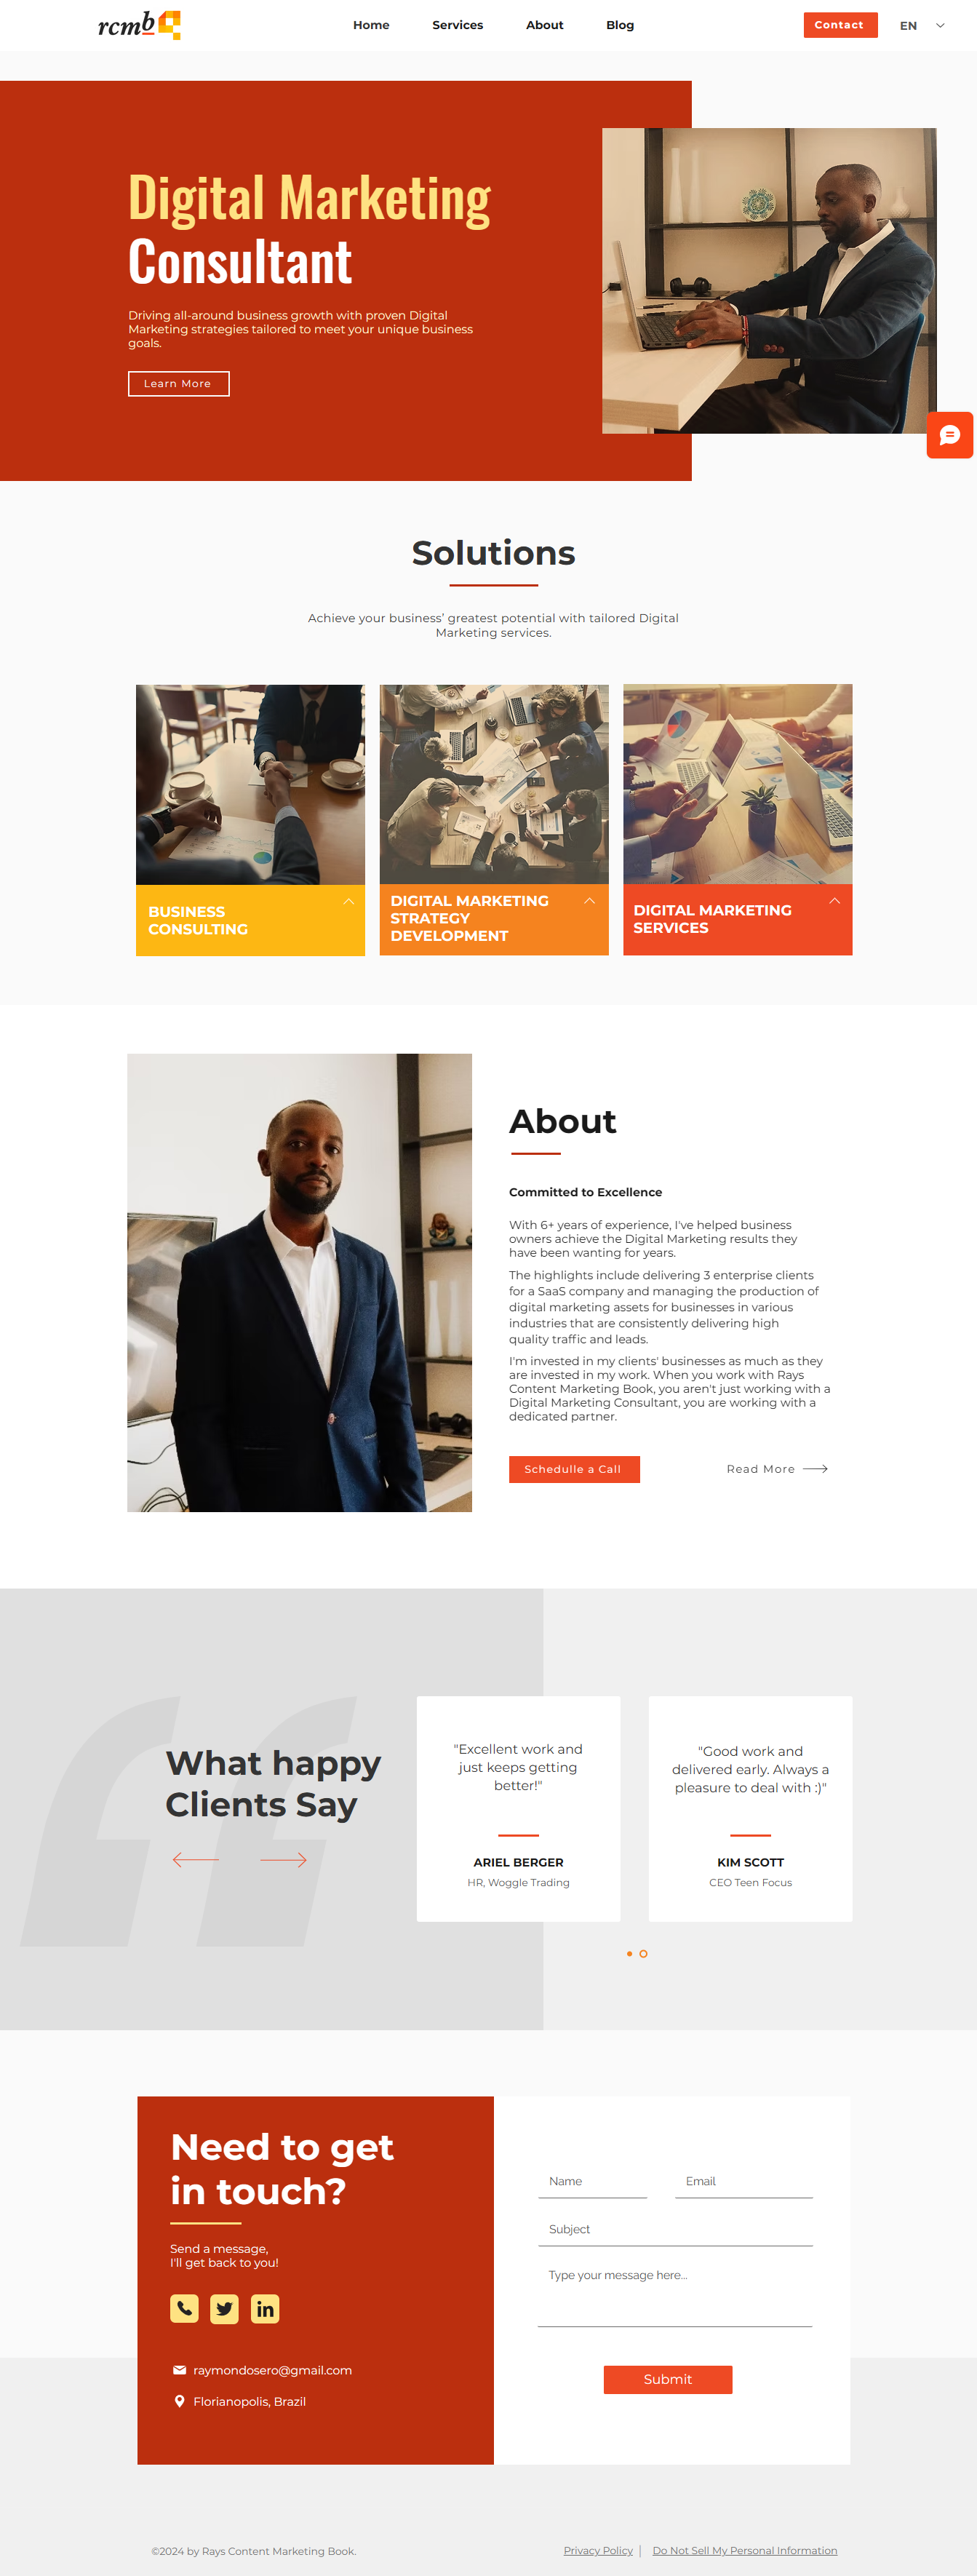 rcmb
Home
Services
About
Blog
Contact
EN
Digital Marketing
Consultant
Driving all-around business growth with proven Digital
Marketing strategies tailored to meet your unique business
goals.
Learn More
Solutions
Achieve your business’ greatest potential with tailored Digital
Marketing services.
BUSINESS
CONSULTING
DIGITAL MARKETING
STRATEGY
DEVELOPMENT
DIGITAL MARKETING
SERVICES
About
Committed to Excellence
With 6+ years of experience, I've helped business
owners achieve the Digital Marketing results they
have been wanting for years.
The highlights include delivering 3 enterprise clients
for a SaaS company and managing the production of
digital marketing assets for businesses in various
industries that are consistently delivering high
quality traffic and leads.
I'm invested in my clients' businesses as much as they
are invested in my work. When you work with Rays
Content Marketing Book, you aren't just working with a
Digital Marketing Consultant, you are working with a
dedicated partner.
Schedulle a Call
Read More
What happy
Clients Say
"Excellent work and
just keeps getting
better!"
ARIEL BERGER
HR, Woggle Trading
"Good work and
delivered early. Always a
pleasure to deal with :)"
KIM SCOTT
CEO Teen Focus
Need to get
in touch?
Send a message,
I'll get back to you!
in
raymondosero@gmail.com
Florianopolis, Brazil
Name
Email
Subject
Type your message here...
Submit
©2024 by Rays Content Marketing Book.
Privacy Policy | Do Not Sell My Personal Information